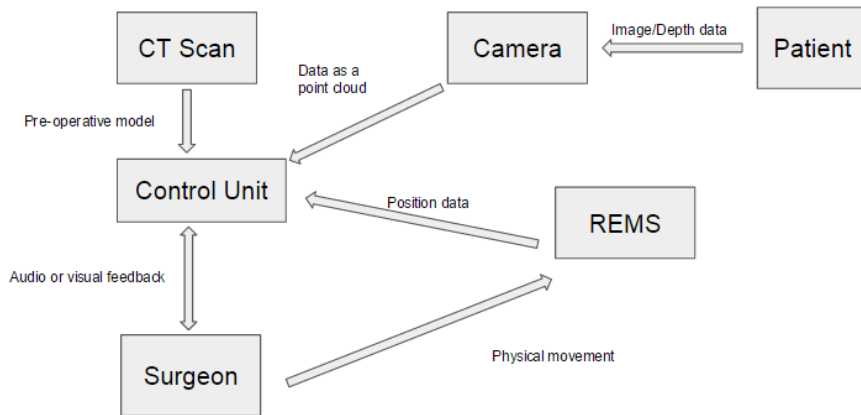 CT Scan
Camera
Image/Depth data
Patient
Data as a
point cloud
Pre-operative model
Control Unit
Position data
REMS
Audio or visual feedback
Physical movement
Surgeon